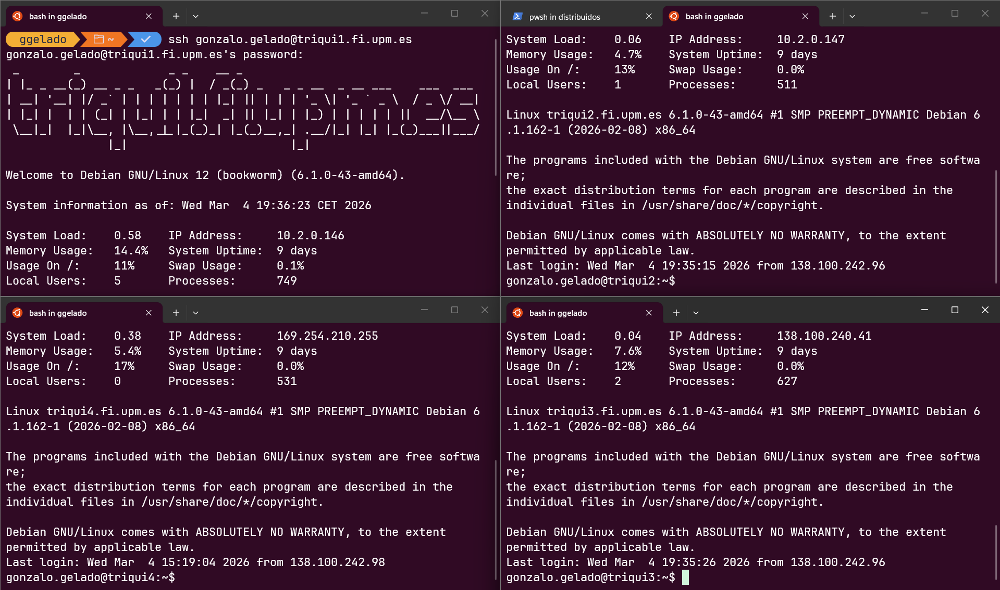 bash in ggelado
ggelado ~ ssh gonzalo.gelado@triqui1.fi.upm.es
gonzalo.gelado@triqui1.fi.upm.es's password:
Welcome to Debian GNU/Linux 12 (bookworm) (6.1.0-43-amd64).
System information as of: Wed Mar  4 19:36:23 CET 2026
System Load:    0.58    IP Address:     10.2.0.146
Memory Usage:   14.4%   System Uptime:  9 days
Usage On /:     11%     Swap Usage:     0.1%
Local Users:    5       Processes:      749
pwsh in distribuidos
bash in ggelado
System Load:    0.06    IP Address:     10.2.0.147
Memory Usage:   4.7%    System Uptime:  9 days
Usage On /:     13%     Swap Usage:     0.0%
Local Users:    1       Processes:      511
Linux triqui2.fi.upm.es 6.1.0-43-amd64 #1 SMP PREEMPT_DYNAMIC Debian 6
.1.162-1 (2026-02-08) x86_64
The programs included with the Debian GNU/Linux system are free softwa
re;
the exact distribution terms for each program are described in the
individual files in /usr/share/doc/*/copyright.
Debian GNU/Linux comes with ABSOLUTELY NO WARRANTY, to the extent
permitted by applicable law.
Last login: Wed Mar  4 19:35:15 2026 from 138.100.242.96
gonzalo.gelado@triqui2:~$
bash in ggelado
System Load:    0.38    IP Address:     169.254.210.255
Memory Usage:   5.4%    System Uptime:  9 days
Usage On /:     17%     Swap Usage:     0.0%
Local Users:    0       Processes:      531
Linux triqui4.fi.upm.es 6.1.0-43-amd64 #1 SMP PREEMPT_DYNAMIC Debian 6
.1.162-1 (2026-02-08) x86_64
The programs included with the Debian GNU/Linux system are free softwa
re;
the exact distribution terms for each program are described in the
individual files in /usr/share/doc/*/copyright.
Debian GNU/Linux comes with ABSOLUTELY NO WARRANTY, to the extent
permitted by applicable law.
Last login: Wed Mar  4 15:19:04 2026 from 138.100.242.98
gonzalo.gelado@triqui4:~$
bash in ggelado
System Load:    0.04    IP Address:     138.100.240.41
Memory Usage:   7.6%    System Uptime:  9 days
Usage On /:     12%     Swap Usage:     0.0%
Local Users:    2       Processes:      627
Linux triqui3.fi.upm.es 6.1.0-43-amd64 #1 SMP PREEMPT_DYNAMIC Debian 6
.1.162-1 (2026-02-08) x86_64
The programs included with the Debian GNU/Linux system are free softwa
re;
the exact distribution terms for each program are described in the
individual files in /usr/share/doc/*/copyright.
Debian GNU/Linux comes with ABSOLUTELY NO WARRANTY, to the extent
permitted by applicable law.
Last login: Wed Mar  4 19:35:26 2026 from 138.100.242.96
gonzalo.gelado@triqui3:~$